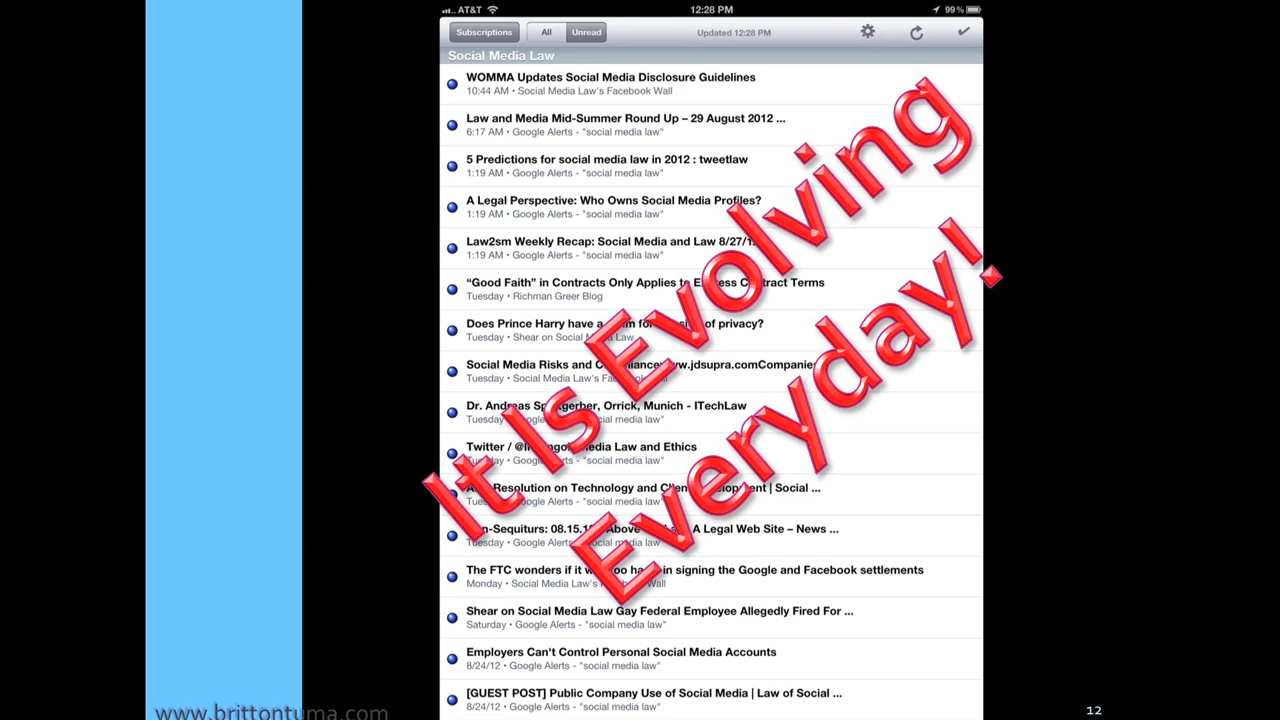 AT&T 12:28 PM 99%
Subscriptions All Unread Updated 12:28 PM
Social Media Law
WOMMA Updates Social Media Disclosure Guidelines
10:44 AM • Social Media Law's Facebook Wall
Law and Media Mid-Summer Round Up – 29 August 2012 ...
6:17 AM • Google Alerts - "social media law"
5 Predictions for social media law in 2012 : tweetlaw
1:19 AM • Google Alerts - "social media law"
A Legal Perspective: Who Owns Social Media Profiles?
1:19 AM • Google Alerts - "social media law"
Law2sm Weekly Recap: Social Media and Law 8/27/1
1:19 AM • Google Alerts - "social media law"
“Good Faith” in Contracts Only Applies to Contract Terms
Tuesday • Richman Greer Blog
Does Prince Harry have a of privacy?
Tuesday • Shear on Social Law
Social Media Risks and
Tuesday • Social Media Law's
Dr. Andreas Orrick, Munich - ITechLaw
Tuesday "social media law"
Twitter / Media Law and Ethics
Tuesday • Google Alerts - "social media law"
Resolution on Technology and | Social ...
Google Alerts - "social media law"
Above A Legal Web Site – News ...
Tuesday • Google Alerts "social media law"
The FTC wonders if it in signing the Google and Facebook settlements
Monday • Social Media Law's Wall
Shear on Social Media Law Gay Federal Employee Allegedly Fired For ...
Saturday • Google Alerts - "social media law"
Employers Can't Control Personal Social Media Accounts
8/24/12 • Google Alerts - "social media law"
[GUEST POST] Public Company Use of Social Media | Law of Social ...
8/24/12 • Google Alerts - "social media law"
It Is Evolving
Everyday!
www.brittontuma.com
12